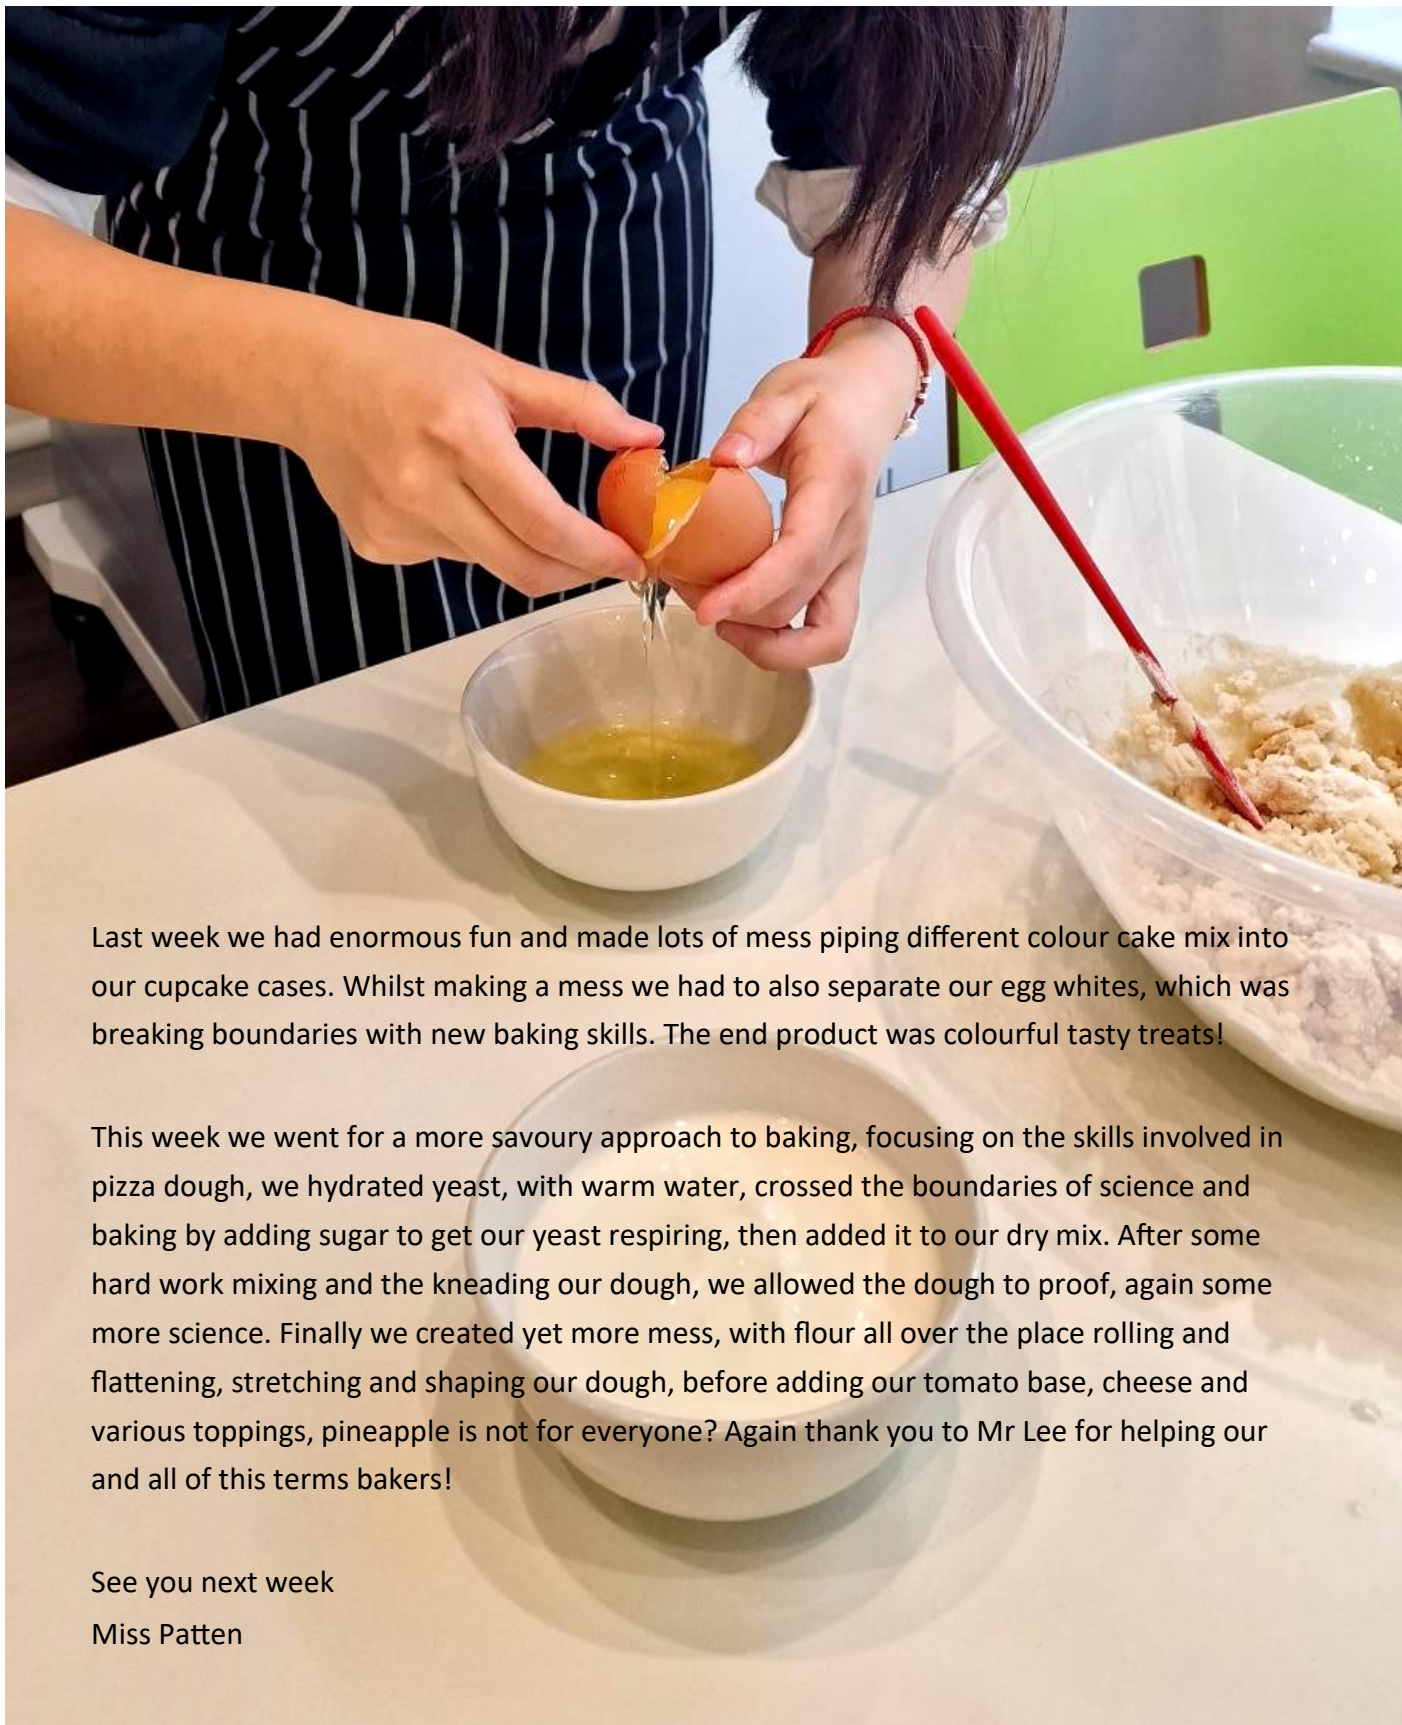 Last week we had enormous fun and made lots of mess piping different colour cake mix into
our cupcake cases. Whilst making a mess we had to also separate our egg whites, which was
breaking boundaries with new baking skills. The end product was colourful tasty treats!
This week we went for a more savoury approach to baking, focusing on the skills involved in
pizza dough, we hydrated yeast, with warm water, crossed the boundaries of science and
baking by adding sugar to get our yeast respiring, then added it to our dry mix. After some
hard work mixing and the kneading our dough, we allowed the dough to proof, again some
more science. Finally we created yet more mess, with flour all over the place rolling and
flattening, stretching and shaping our dough, before adding our tomato base, cheese and
various toppings, pineapple is not for everyone? Again thank you to Mr Lee for helping our
and all of this terms bakers!
See you next week
Miss Patten